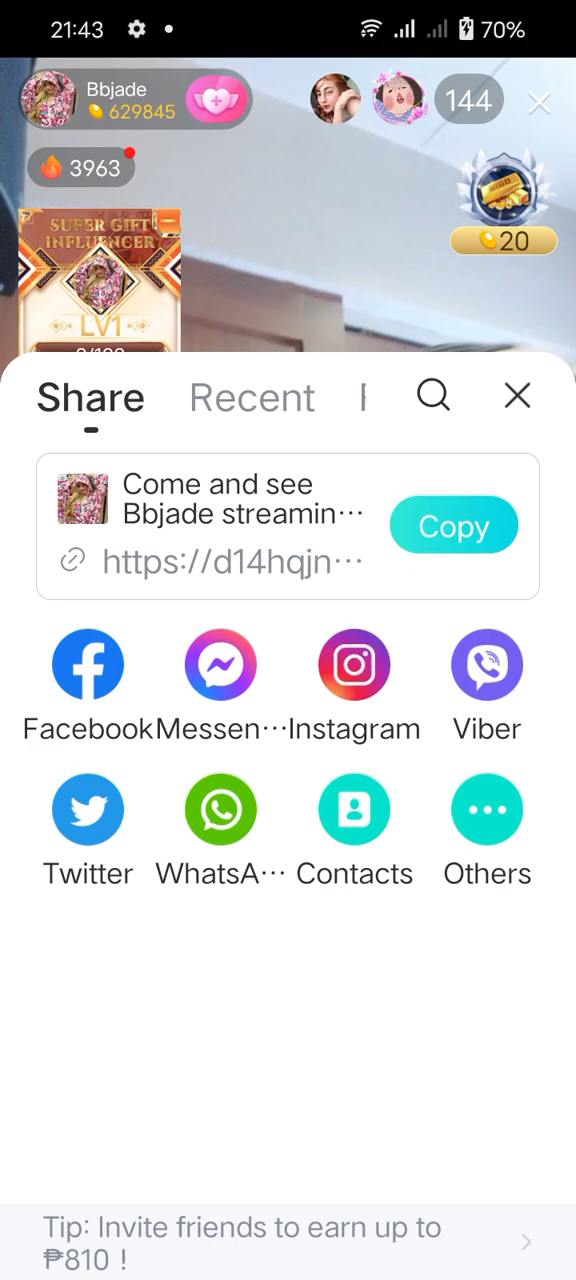 21:43
70%
Bbjade
629845
144
3963
20
SUPER GIFT
INFLUENCER
LV1
Share
Recent
Come and see
Bbjade streamin···
https://d14hqjn···
Copy
Facebook
Messen···
Instagram
Viber
Twitter
WhatsA···
Contacts
Others
Tip: Invite friends to earn up to
₱810 !